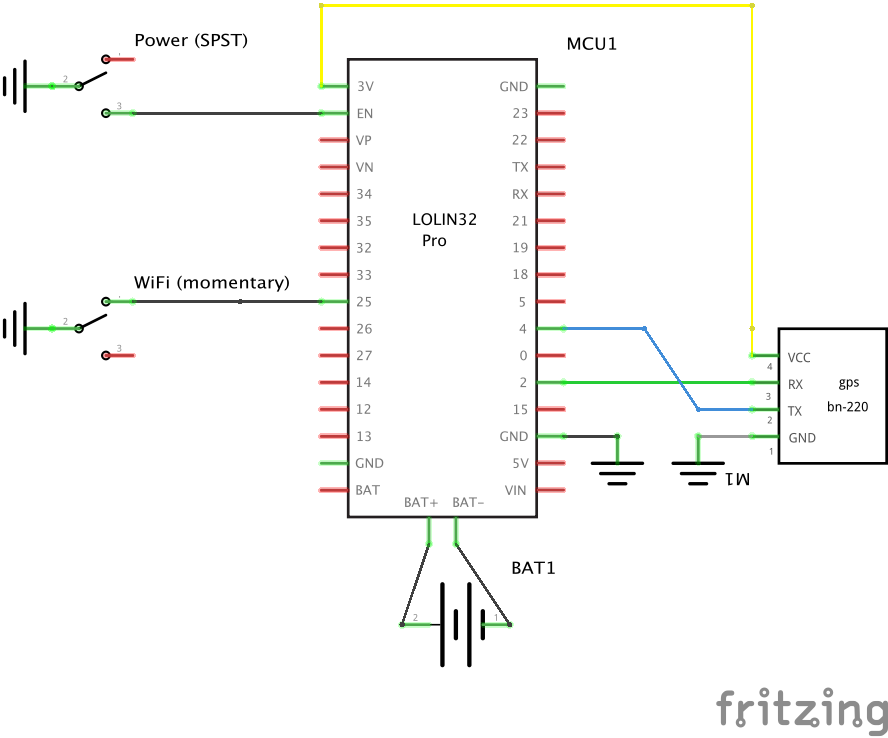 Power (SPST)
MCU1
1
2
3
3V
EN
VP
VN
34
35
32
33
25
26
27
14
12
13
GND
BAT
LOLIN32
Pro
GND
23
22
TX
RX
21
19
18
5
4
0
2
15
GND
5V
VIN
BAT+ BAT-
WiFi (momentary)
1
2
3
VCC
RX
TX
GND
4
3
2
1
gps
bn-220
M1
BAT1
2
1
fritzing